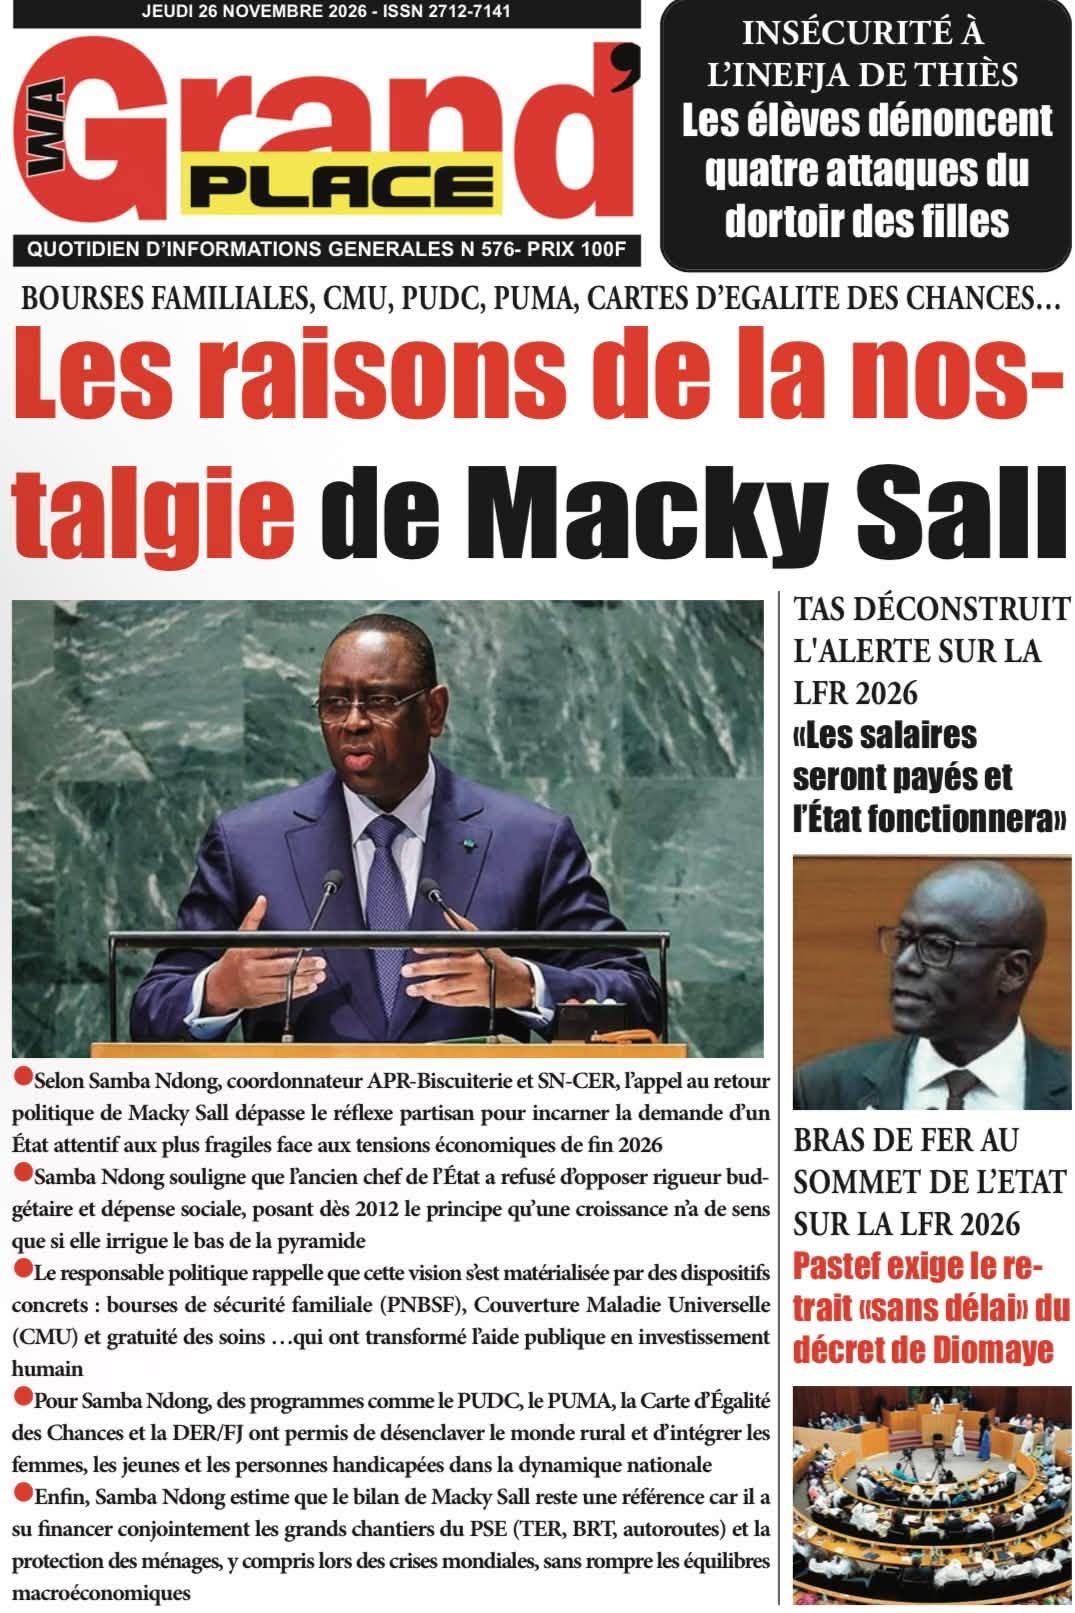 JEUDI 26 NOVEMBRE 2026 - ISSN 2712-7141
WA
Grand'
PLACE
QUOTIDIEN D'INFORMATIONS GENERALES N 576- PRIX 100F
INSÉCURITÉ À
L'INEFJA DE THIÈS
Les élèves dénoncent
quatre attaques du
dortoir des filles
BOURSES FAMILIALES, CMU, PUDC, PUMA, CARTES D'EGALITE DES CHANCES…
Les raisons de la nos-
talgie de Macky Sall
●Selon Samba Ndong, coordonnateur APR-Biscuiterie et SN-CER, l'appel au retour
politique de Macky Sall dépasse le réflexe partisan pour incarner la demande d'un
État attentif aux plus fragiles face aux tensions économiques de fin 2026
●Samba Ndong souligne que l'ancien chef de l'État a refusé d'opposer rigueur bud-
gétaire et dépense sociale, posant dès 2012 le principe qu'une croissance n'a de sens
que si elle irrigue le bas de la pyramide
●Le responsable politique rappelle que cette vision s'est matérialisée par des dispositifs
concrets : bourses de sécurité familiale (PNBSF), Couverture Maladie Universelle
(CMU) et gratuité des soins …qui ont transformé l'aide publique en investissement
humain
●Pour Samba Ndong, des programmes comme le PUDC, le PUMA, la Carte d'Égalité
des Chances et la DER/FJ ont permis de désenclaver le monde rural et d'intégrer les
femmes, les jeunes et les personnes handicapées dans la dynamique nationale
●Enfin, Samba Ndong estime que le bilan de Macky Sall reste une référence car il a
su financer conjointement les grands chantiers du PSE (TER, BRT, autoroutes) et la
protection des ménages, y compris lors des crises mondiales, sans rompre les équilibres
macroéconomiques
TAS DÉCONSTRUIT
L'ALERTE SUR LA
LFR 2026
«Les salaires
seront payés et
l'État fonctionnera»
BRAS DE FER AU
SOMMET DE L'ETAT
SUR LA LFR 2026
Pastef exige le re-
trait «sans délai» du
décret de Diomaye